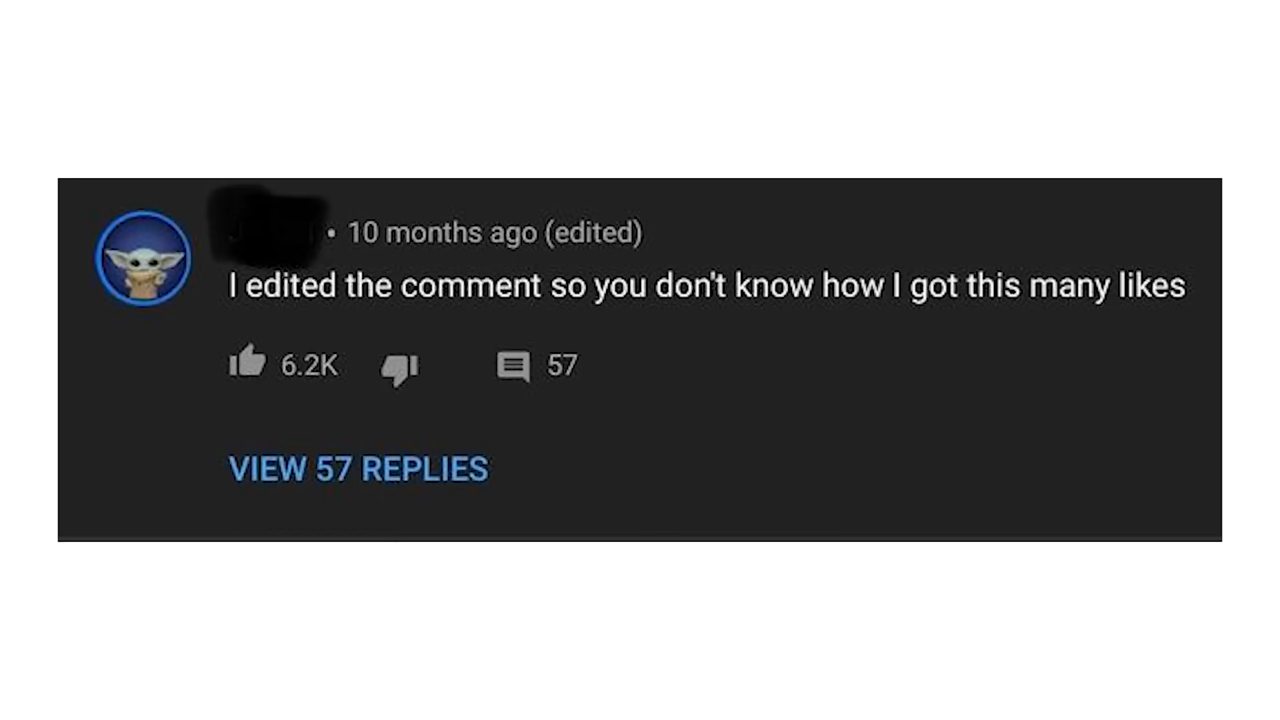 • 10 months ago (edited)
I edited the comment so you don't know how I got this many likes
6.2K 57
VIEW 57 REPLIES